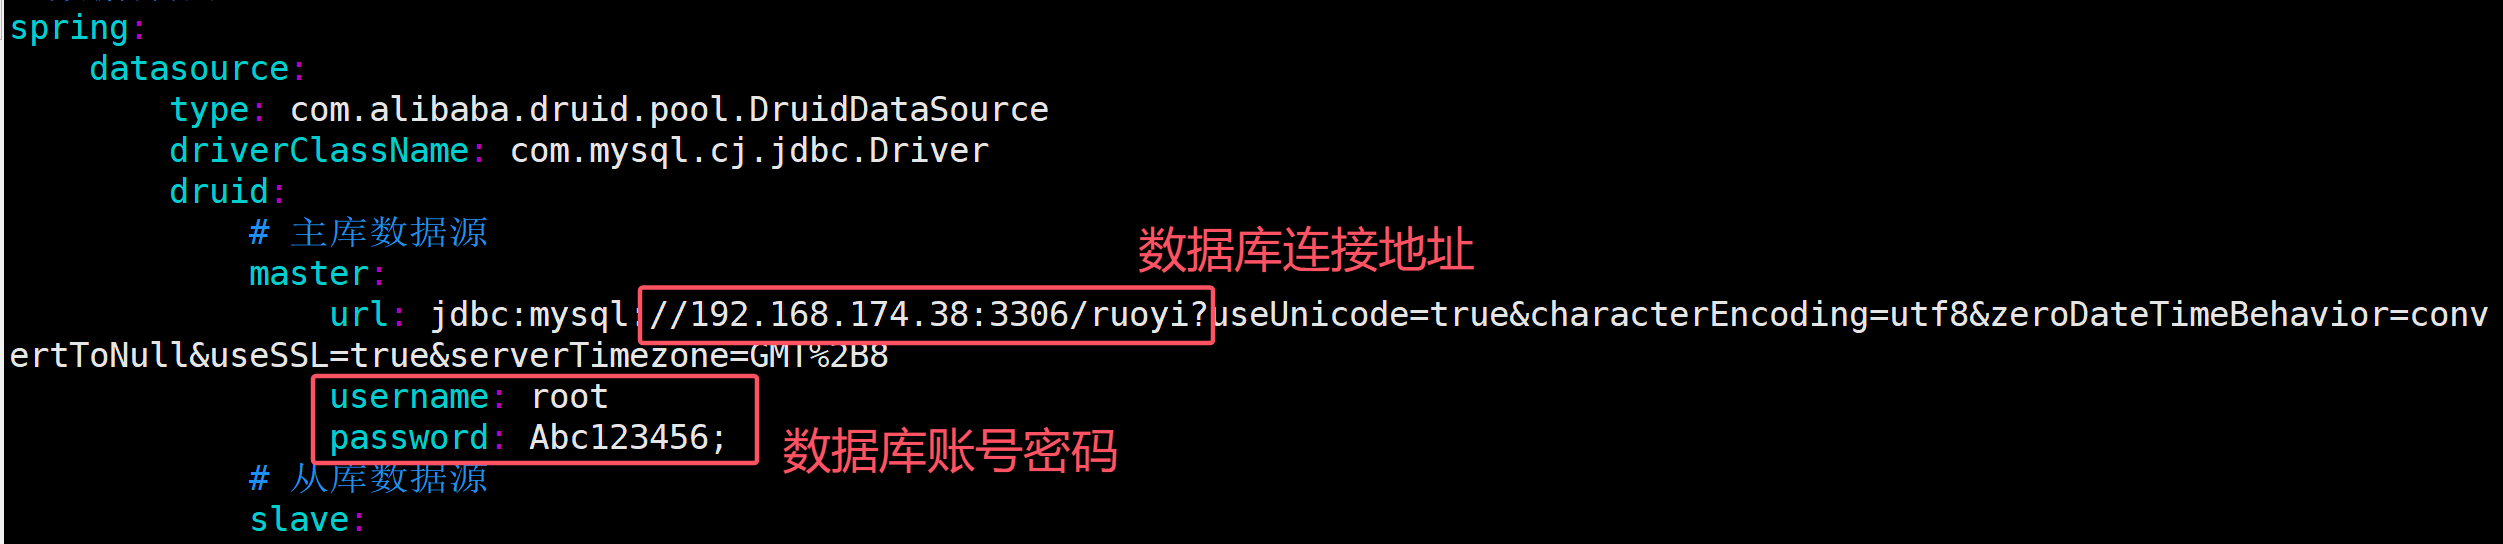 spring:
datasource:
type: com.alibaba.druid.pool.DruidDataSource
driverClassName: com.mysql.cj.jdbc.Driver
druid:
# 主库数据源
数据库连接地址
master:
url: jdbc:mysql://192.168.174.38:3306/ruoyi?useUnicode=true&characterEncoding=utf8&zeroDateTimeBehavior=conv
ertToNull&useSSL=true&serverTimezone=GMT%2B8
username: root
password: Abc123456;
数据库账号密码
# 从库数据源
slave: